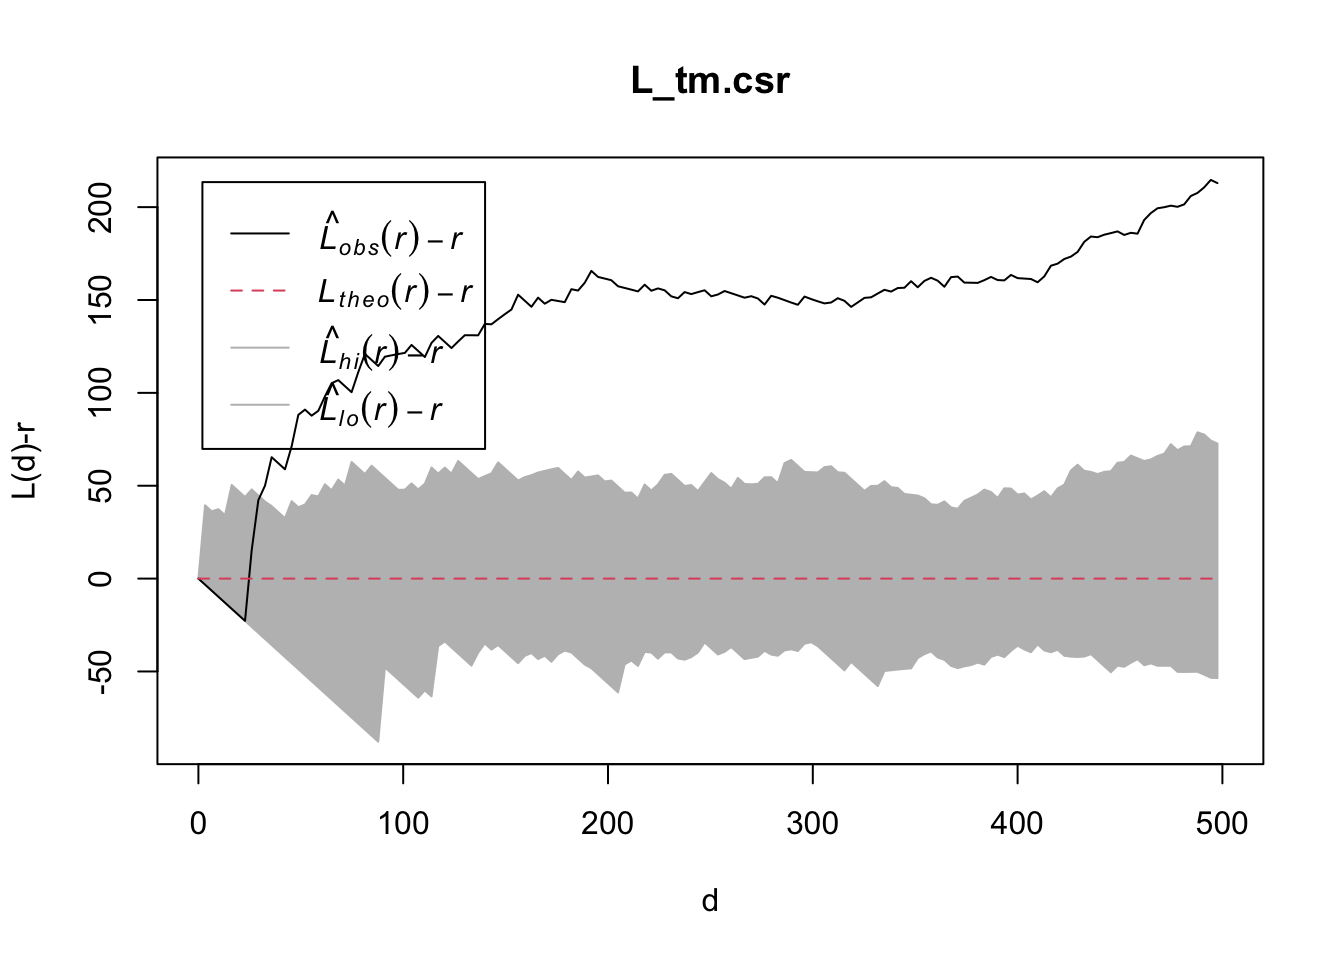 L_tm.csr
L̂obs(r) − r
Ltheo(r) − r
L̂hi(r) − r
L̂lo(r) − r
L(d)-r
200
150
100
50
0
-50
0 100 200 300 400 500
d